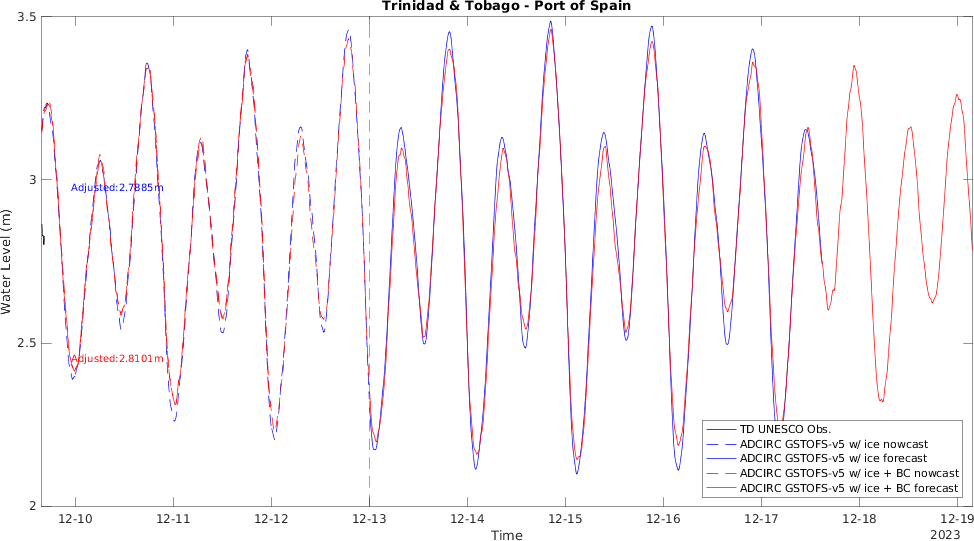 Trinidad & Tobago - Port of Spain
3.5
3
2.5
2
Water Level (m)
Adjusted:2.7885m
Adjusted:2.8101m
TD UNESCO Obs.
ADCIRC GSTOFS-v5 w/ ice nowcast
ADCIRC GSTOFS-v5 w/ ice forecast
ADCIRC GSTOFS-v5 w/ ice + BC nowcast
ADCIRC GSTOFS-v5 w/ ice + BC forecast
12-10 12-11 12-12 12-13 12-14 12-15 12-16 12-17 12-18 12-19
Time
2023